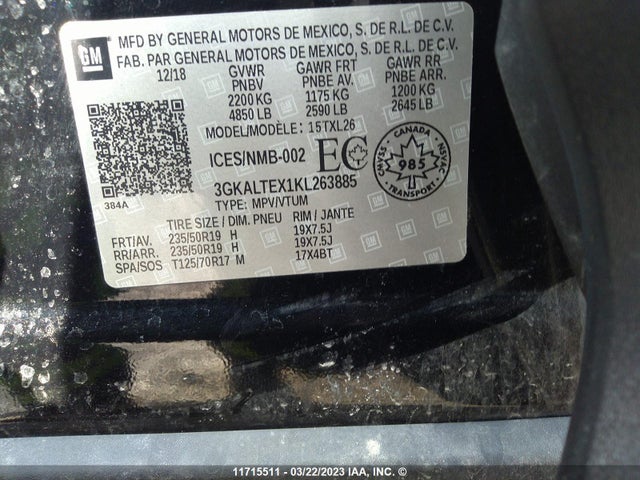 GM
MFD BY GENERAL MOTORS DE MEXICO, S. DE R.L. DE C.V.
FAB. PAR GENERAL MOTORS DE MEXICO, S. DE R.L. DE C.V.
12/18 GVWR GAWR FRT GAWR RR
PNBV PNBE AV. PNBE ARR.
2200 KG 1175 KG 1200 KG
4850 LB 2590 LB 2645 LB
MODEL/MODÈLE: 15TXL26
ICES/NMB-002 EC
CANADA
985
TRANSPORT
CMVSS NSVAC
384A
3GKALTEX1KL263885
TYPE: MPV/VTUM
TIRE SIZE / DIM. PNEU RIM / JANTE
FRT/AV. 235/50R19 H 19X7.5J
RR/ARR. 235/50R19 H 19X7.5J
SPA/SOS T125/70R17 M 17X4BT
11715511 - 03/22/2023 IAA, INC. ©